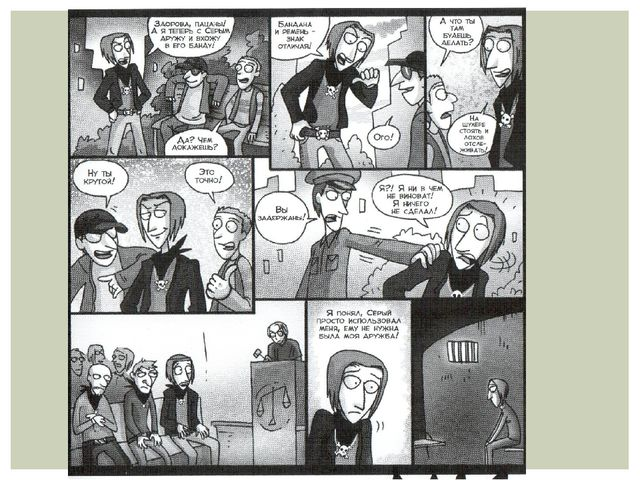 Здорова, пацаны!
А я теперь с Серым
дружу и вхожу
в его банду!
Да? Чем
докажешь?
Бандана
и ремень -
знак
отличая!
Ого!
А что ты
там
будешь
делать?
На
шулере
стоять и
лохов
отсле-
живать!
Ну ты
крутой!
Это
точно!
Вы
задержаны!
Я?! Я ни в чем
не виноват!
Я ничего
не сделал!
Я понял, Серый
просто использовал
меня, ему не нужна
была моя дружба!